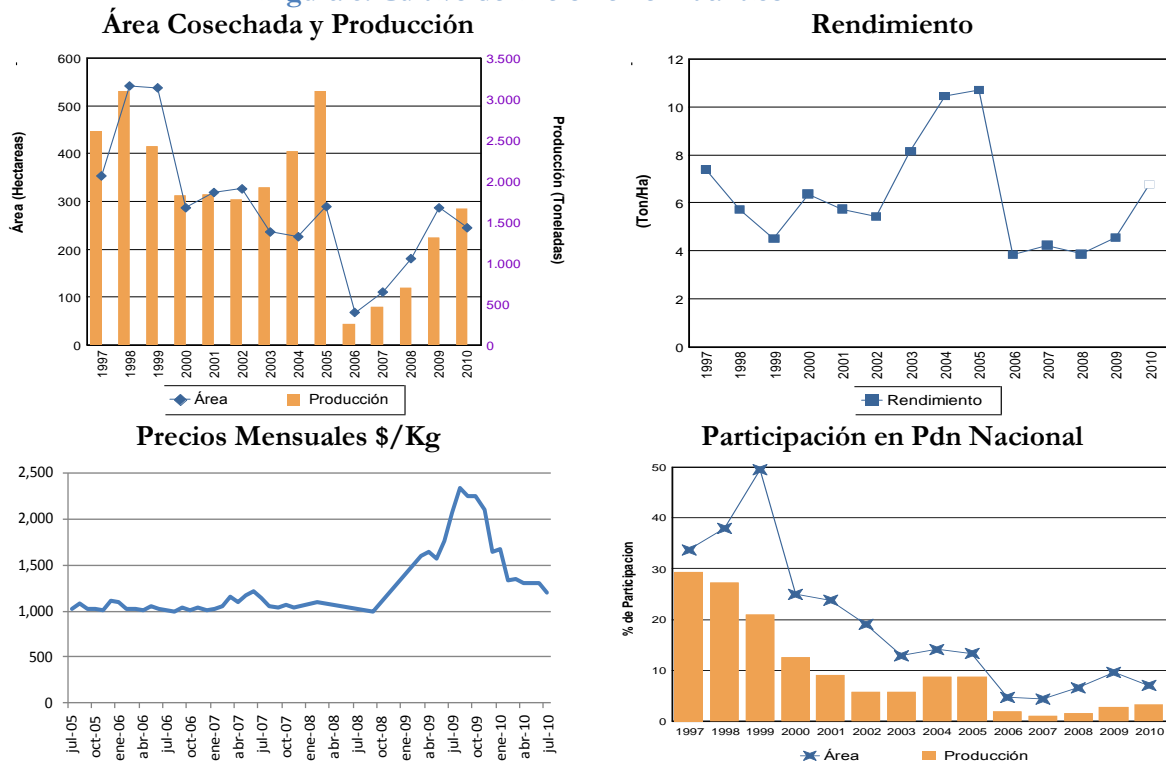 Área Cosechada y Producción
600
500
400
300
200
100
0
3.500
3.000
2.500
2.000
1.500
1.000
500
0
Área (Hectareas)
Producción (Toneladas)
1997
1998
1999
2000
2001
2002
2003
2004
2005
2006
2007
2008
2009
2010
Área
Producción
Rendimiento
12
10
8
6
4
2
0
(Ton/Ha)
1997
1998
1999
2000
2001
2002
2003
2004
2005
2006
2007
2008
2009
2010
Rendimiento
Precios Mensuales $/Kg
2,500
2,000
1,500
1,000
500
0
jul-05
oct-05
ene-06
abr-06
jul-06
oct-06
ene-07
abr-07
jul-07
oct-07
ene-08
abr-08
jul-08
oct-08
ene-09
abr-09
jul-09
oct-09
ene-10
abr-10
jul-10
Participación en Pdn Nacional
50
40
30
20
10
%
0
% de Participacion
1997 1998 1999 2000 2001 2002 2003 2004 2005 2006 2007 2008 2009 2010
Área
Producción